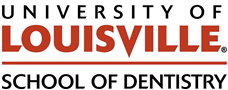 UNIVERSITY OF
LOUISVILLE®
SCHOOL OF DENTISTRY